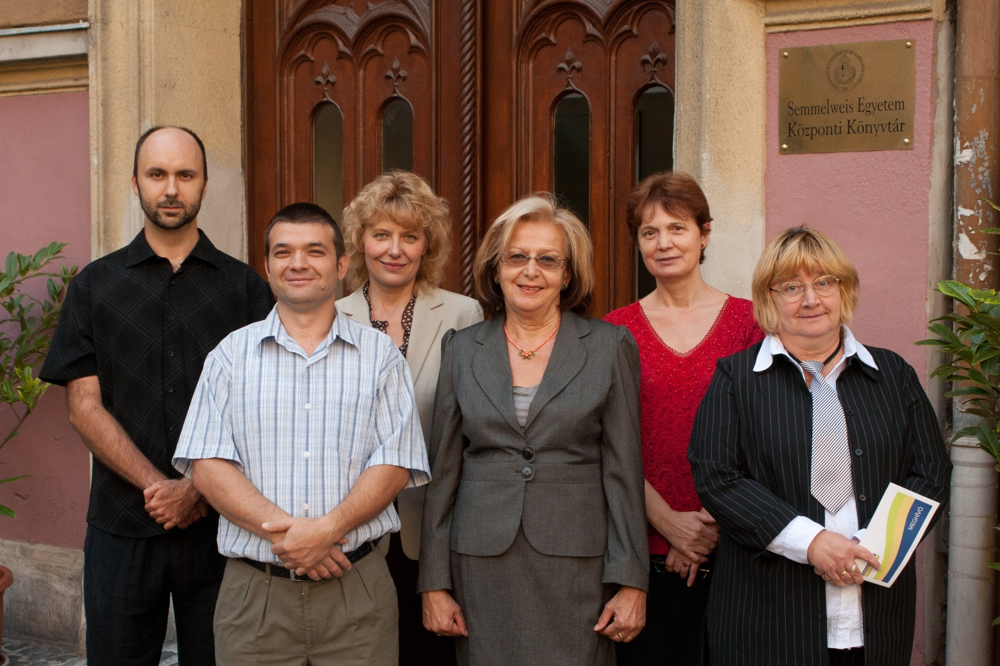 Semmelweis Egyetem
Központi Könyvtár
MEGHÍVÓ